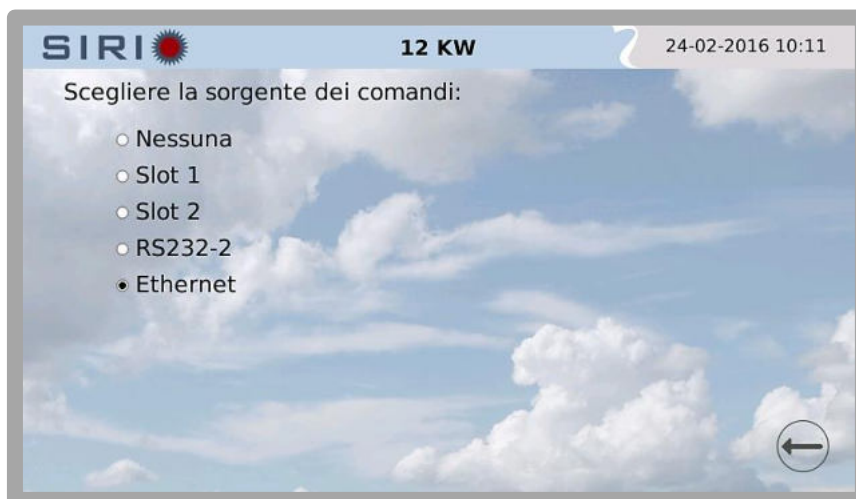 SIRI
12 KW
24-02-2016 10:11
Scegliere la sorgente dei comandi:
Nessuna
Slot 1
Slot 2
RS232-2
Ethernet